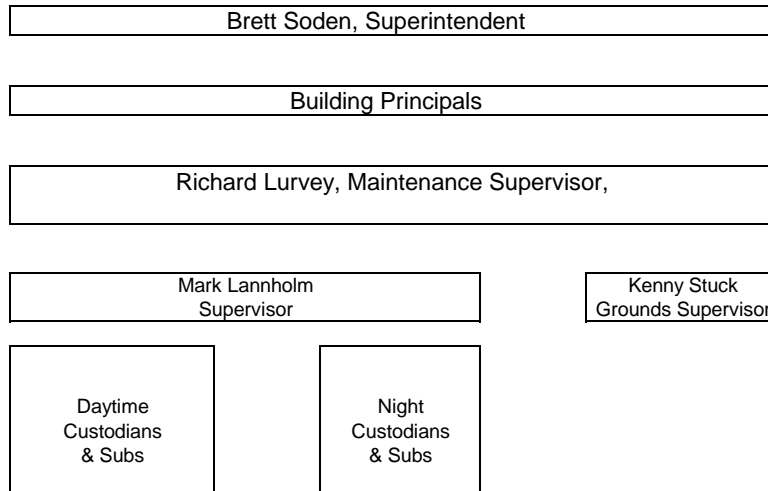 Brett Soden, Superintendent
Building Principals
Richard Lurvey, Maintenance Supervisor,
Mark Lannholm
Supervisor
Kenny Stuck
Grounds Supervisor
Daytime
Custodians
& Subs
Night
Custodians
& Subs